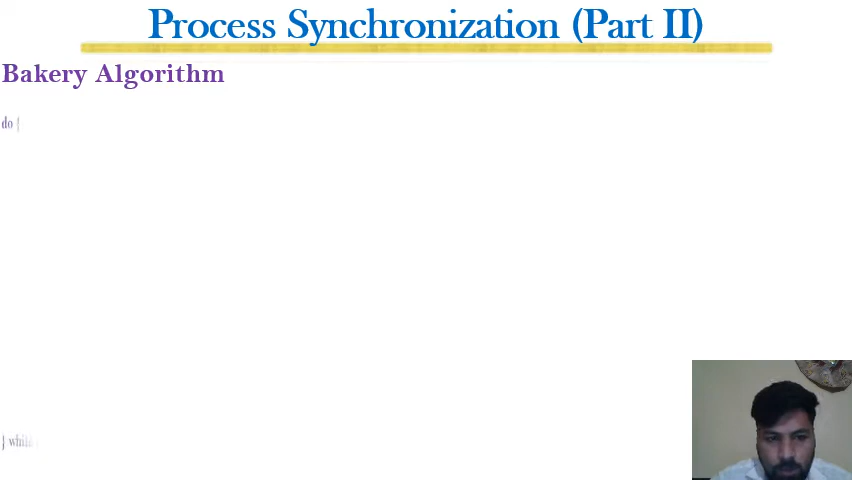 Process Synchronization (Part II)
Bakery Algorithm
do {
} while